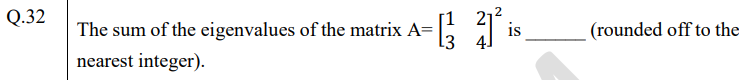 Q.32 The sum of the eigenvalues of the matrix A= [1 2
3 4]² is ______ (rounded off to the
nearest integer).